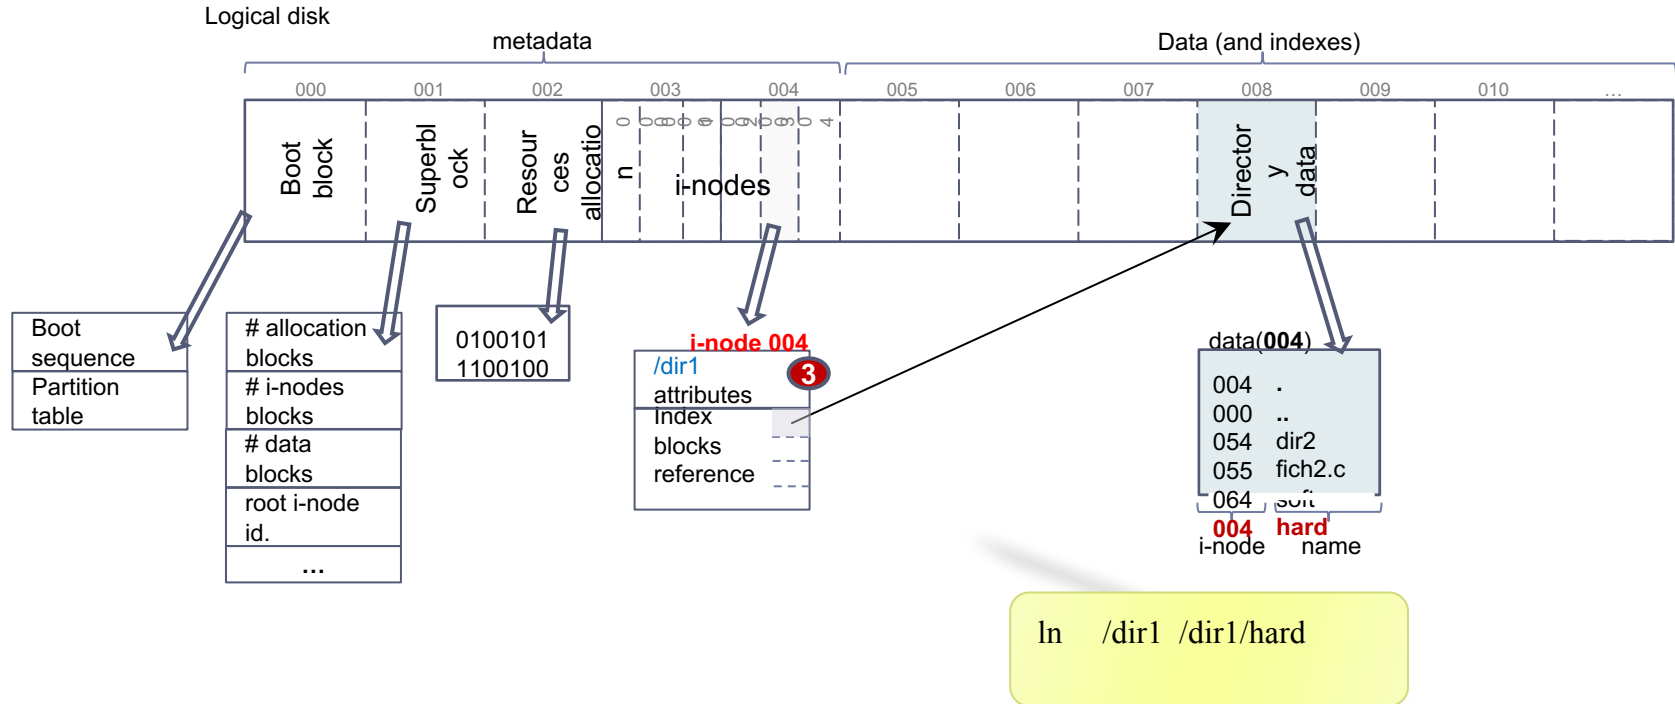 Logical disk
metadata
Data (and indexes)
000 001 002 003 004 005 006 007 008 009 010 ...
Boot
block
Superbl
ock
Resour
ces
allocatio
n
i-nodes
Director
y
data
Boot
sequence
Partition
table
# allocation
blocks
# i-nodes
blocks
# data
blocks
root i-node
id.
...
0100101
1100100
i-node 004
/dir1
3
attributes
Index
blocks
reference
data(004)
004 .
000 ..
054 dir2
055 fich2.c
064 soft
004 hard
i-node name
ln /dir1 /dir1/hard